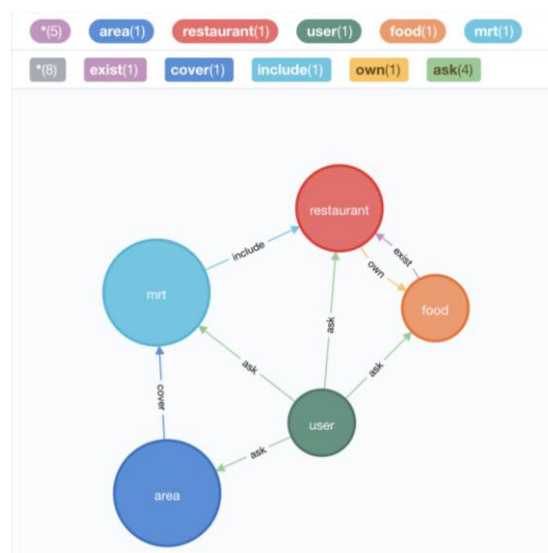 *(5) area(1) restaurant(1) user(1) food(1) mrt(1)
*(8) exist(1) cover(1) include(1) own(1) ask(4)
restaurant
include
exist
own
mrt
food
ask
ask
ask
cover
user
ask
area